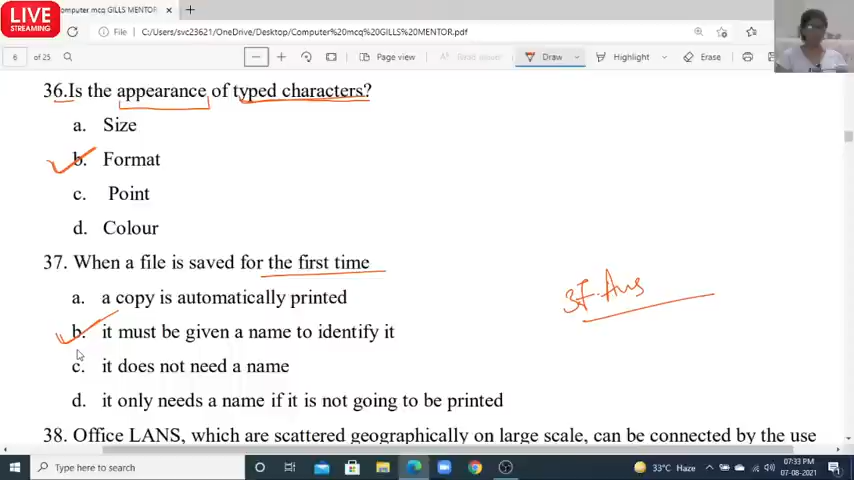 LIVE
STREAMING
Computer mcq GILLS MENTOR.pdf
File
C:/Users/svc23621/OneDrive/Desktop/Computer%20mcq%20GILLS%20MENTOR.pdf
6 of 25
Page view
Read aloud
Draw
Highlight
Erase
36.Is the appearance of typed characters?
a. Size
b. Format
c. Point
d. Colour
37. When a file is saved for the first time
a. a copy is automatically printed
b. it must be given a name to identify it
c. it does not need a name
d. it only needs a name if it is not going to be printed
37. Ans
38. Office LANS, which are scattered geographically on large scale, can be connected by the use
Type here to search
33°C Haze
07:33 PM
07-08-2021